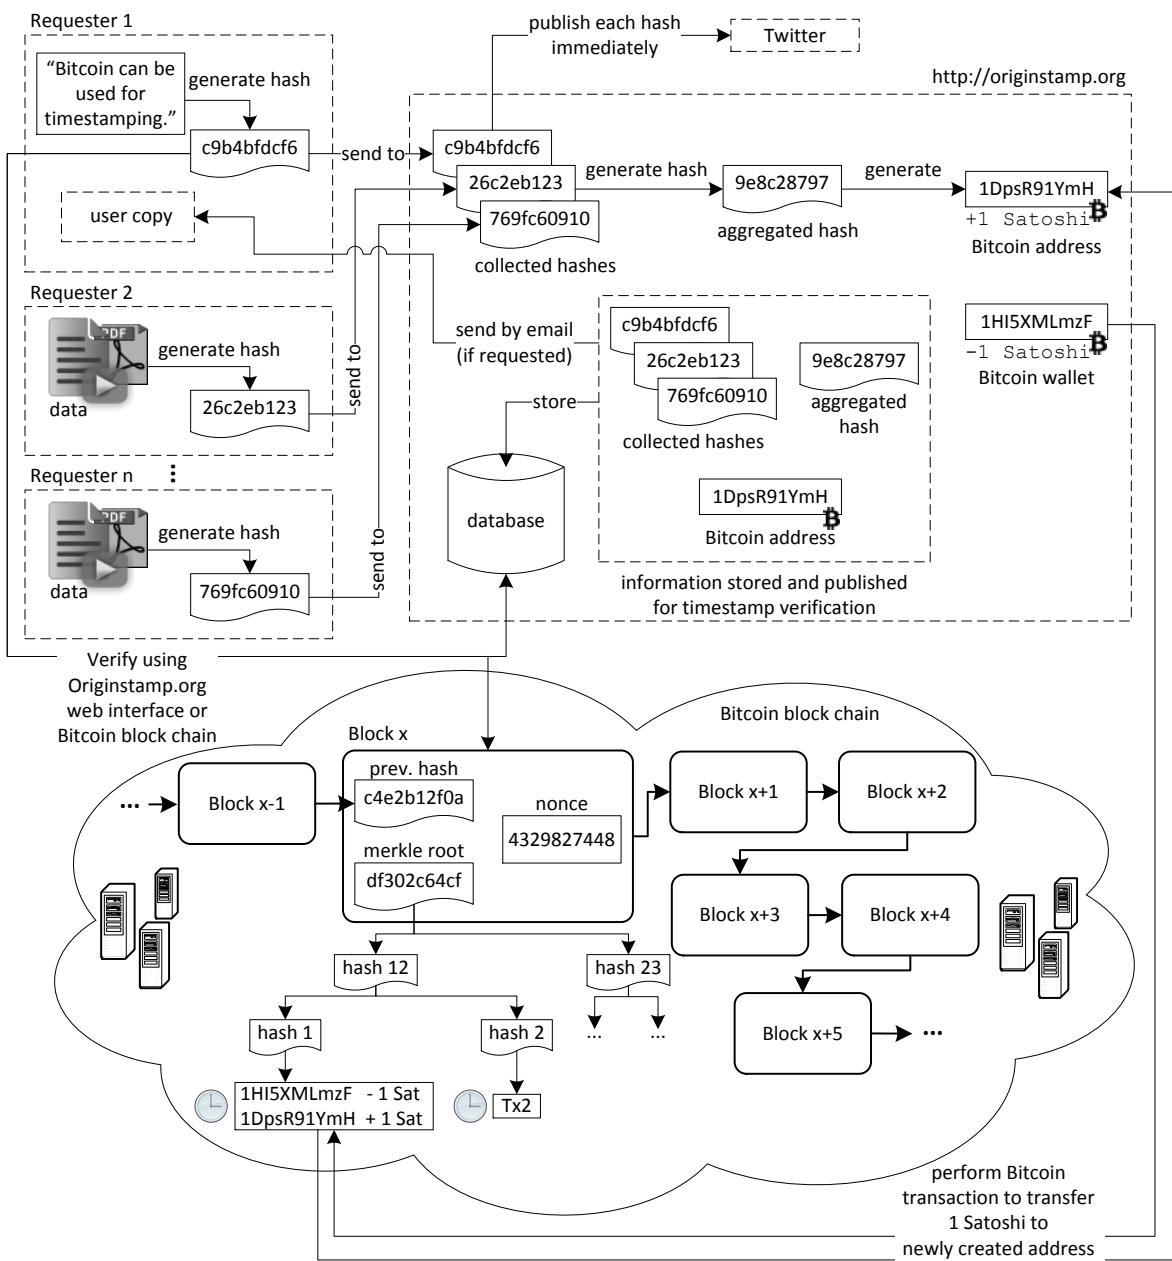 Requester 1
"Bitcoin can be
used for
timestamping."
generate hash
c9b4bfdcf6
user copy
send to
publish each hash
immediately
Twitter
http://originstamp.org
c9b4bfdcf6
26c2eb123
769fc60910
collected hashes
generate hash
9e8c28797
aggregated hash
generate
1DpsR91YmH
+1 Satoshi
Bitcoin address
1HI5XMLmzF
-1 Satoshi
Bitcoin wallet
Requester 2
PDF
data
generate hash
26c2eb123
send to
Requester n
PDF
data
generate hash
769fc60910
send to
send by email
(if requested)
store
database
c9b4bfdcf6
26c2eb123
769fc60910
collected hashes
9e8c28797
aggregated
hash
1DpsR91YmH
Bitcoin address
information stored and published
for timestamp verification
Verify using
Originstamp.org
web interface or
Bitcoin block chain
Bitcoin block chain
... Block x-1
Block x
prev. hash
c4e2b12f0a
merkle root
df302c64cf
nonce
4329827448
Block x+1
Block x+2
Block x+3
Block x+4
Block x+5
...
hash 12
hash 23
hash 1
hash 2
... ...
1HI5XMLmzF - 1 Sat
1DpsR91YmH + 1 Sat
Tx2
perform Bitcoin
transaction to transfer
1 Satoshi to
newly created address